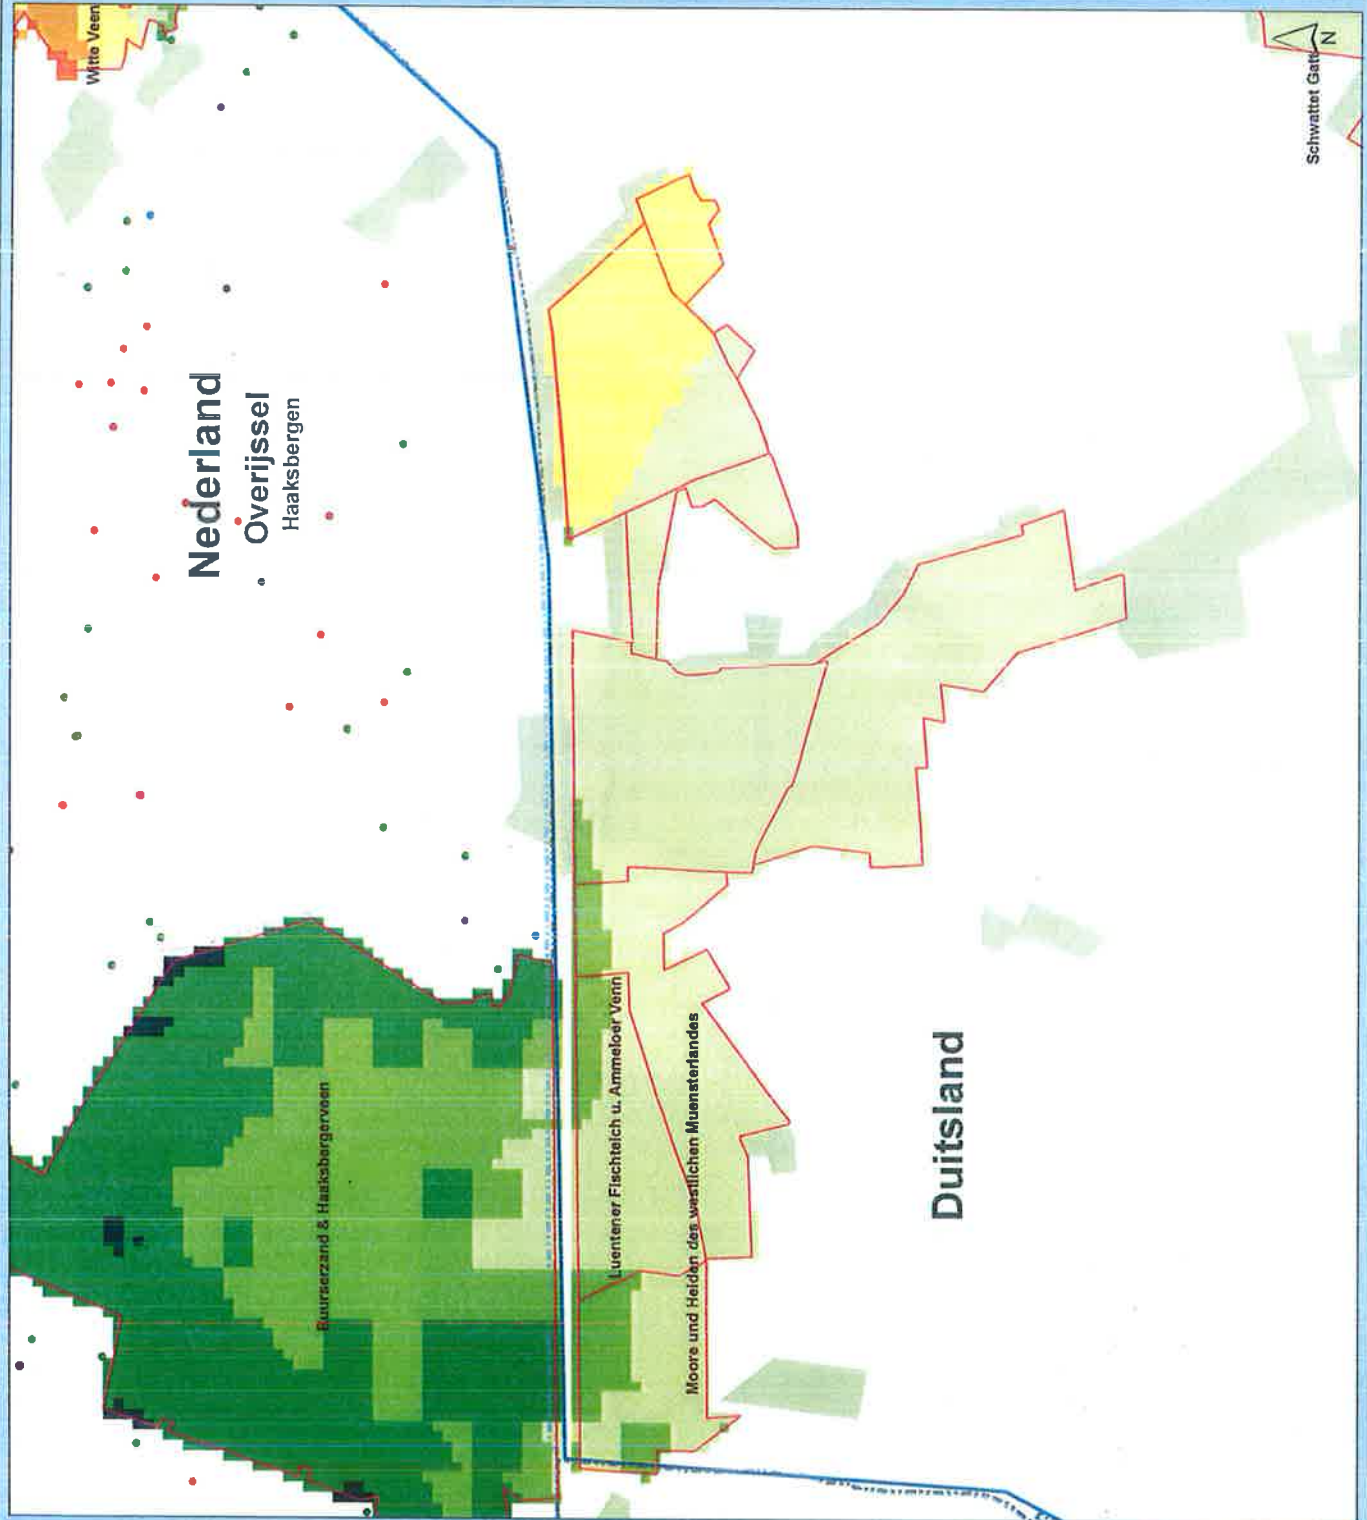 Witte Veen
Nederland
Overijssel
Haaksbergen
N
Schwattet Gatt
Buurserzand & Haaksbergerveen
Luentener Fischteich u. Ammeloer Venn
Moore und Heiden des westlichen Muensterlandes
Duitsland